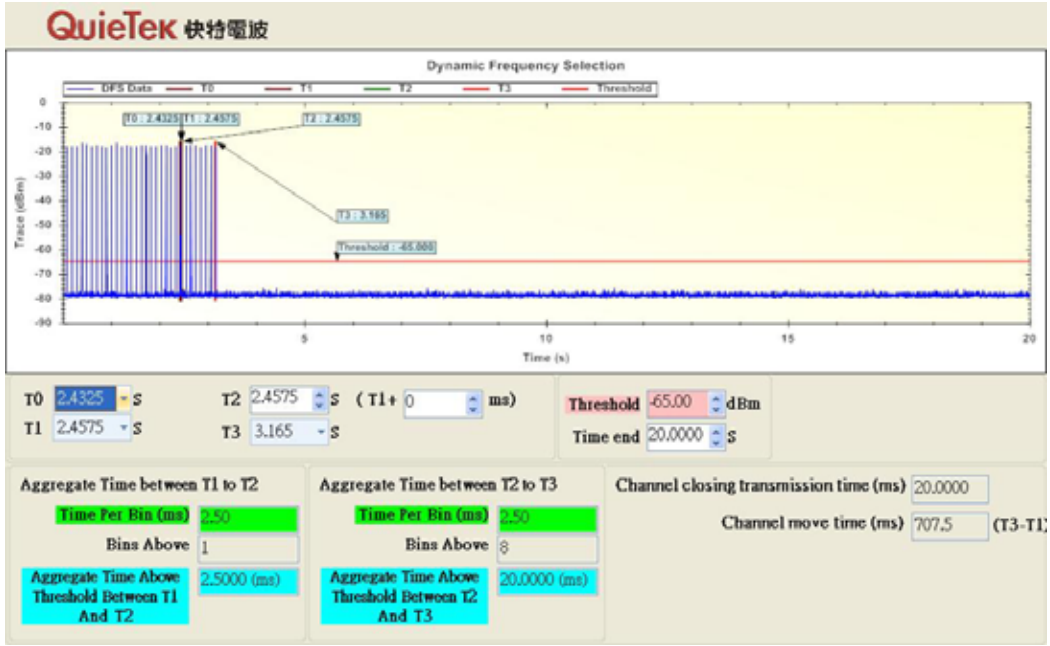 QuieTek 快特電波
Dynamic Frequency Selection
DFS Data T0 T1 T2 T3 Threshold
T0 : 2.4325 T1 : 2.4575 T2 : 2.4575
T3 : 3.165
Threshold : -65.000
Trace (dBm)
0
-10
-20
-30
-40
-50
-60
-70
-80
-90
5 10 15 20
Time (s)
T0 2.4325 S T2 2.4575 S ( T1+ 0 ms)
T1 2.4575 S T3 3.165 S
Threshold -65.00 dBm
Time end 20.0000 S
Aggregate Time between T1 to T2
Time Per Bin (ms) 2.50
Bins Above 1
Aggregate Time Above
Threshold Between T1
And T2
2.5000 (ms)
Aggregate Time between T2 to T3
Time Per Bin (ms) 2.50
Bins Above 8
Aggregate Time Above
Threshold Between T2
And T3
20.0000 (ms)
Channel closing transmission time (ms) 20.0000
Channel move time (ms) 707.5 (T3-T1)